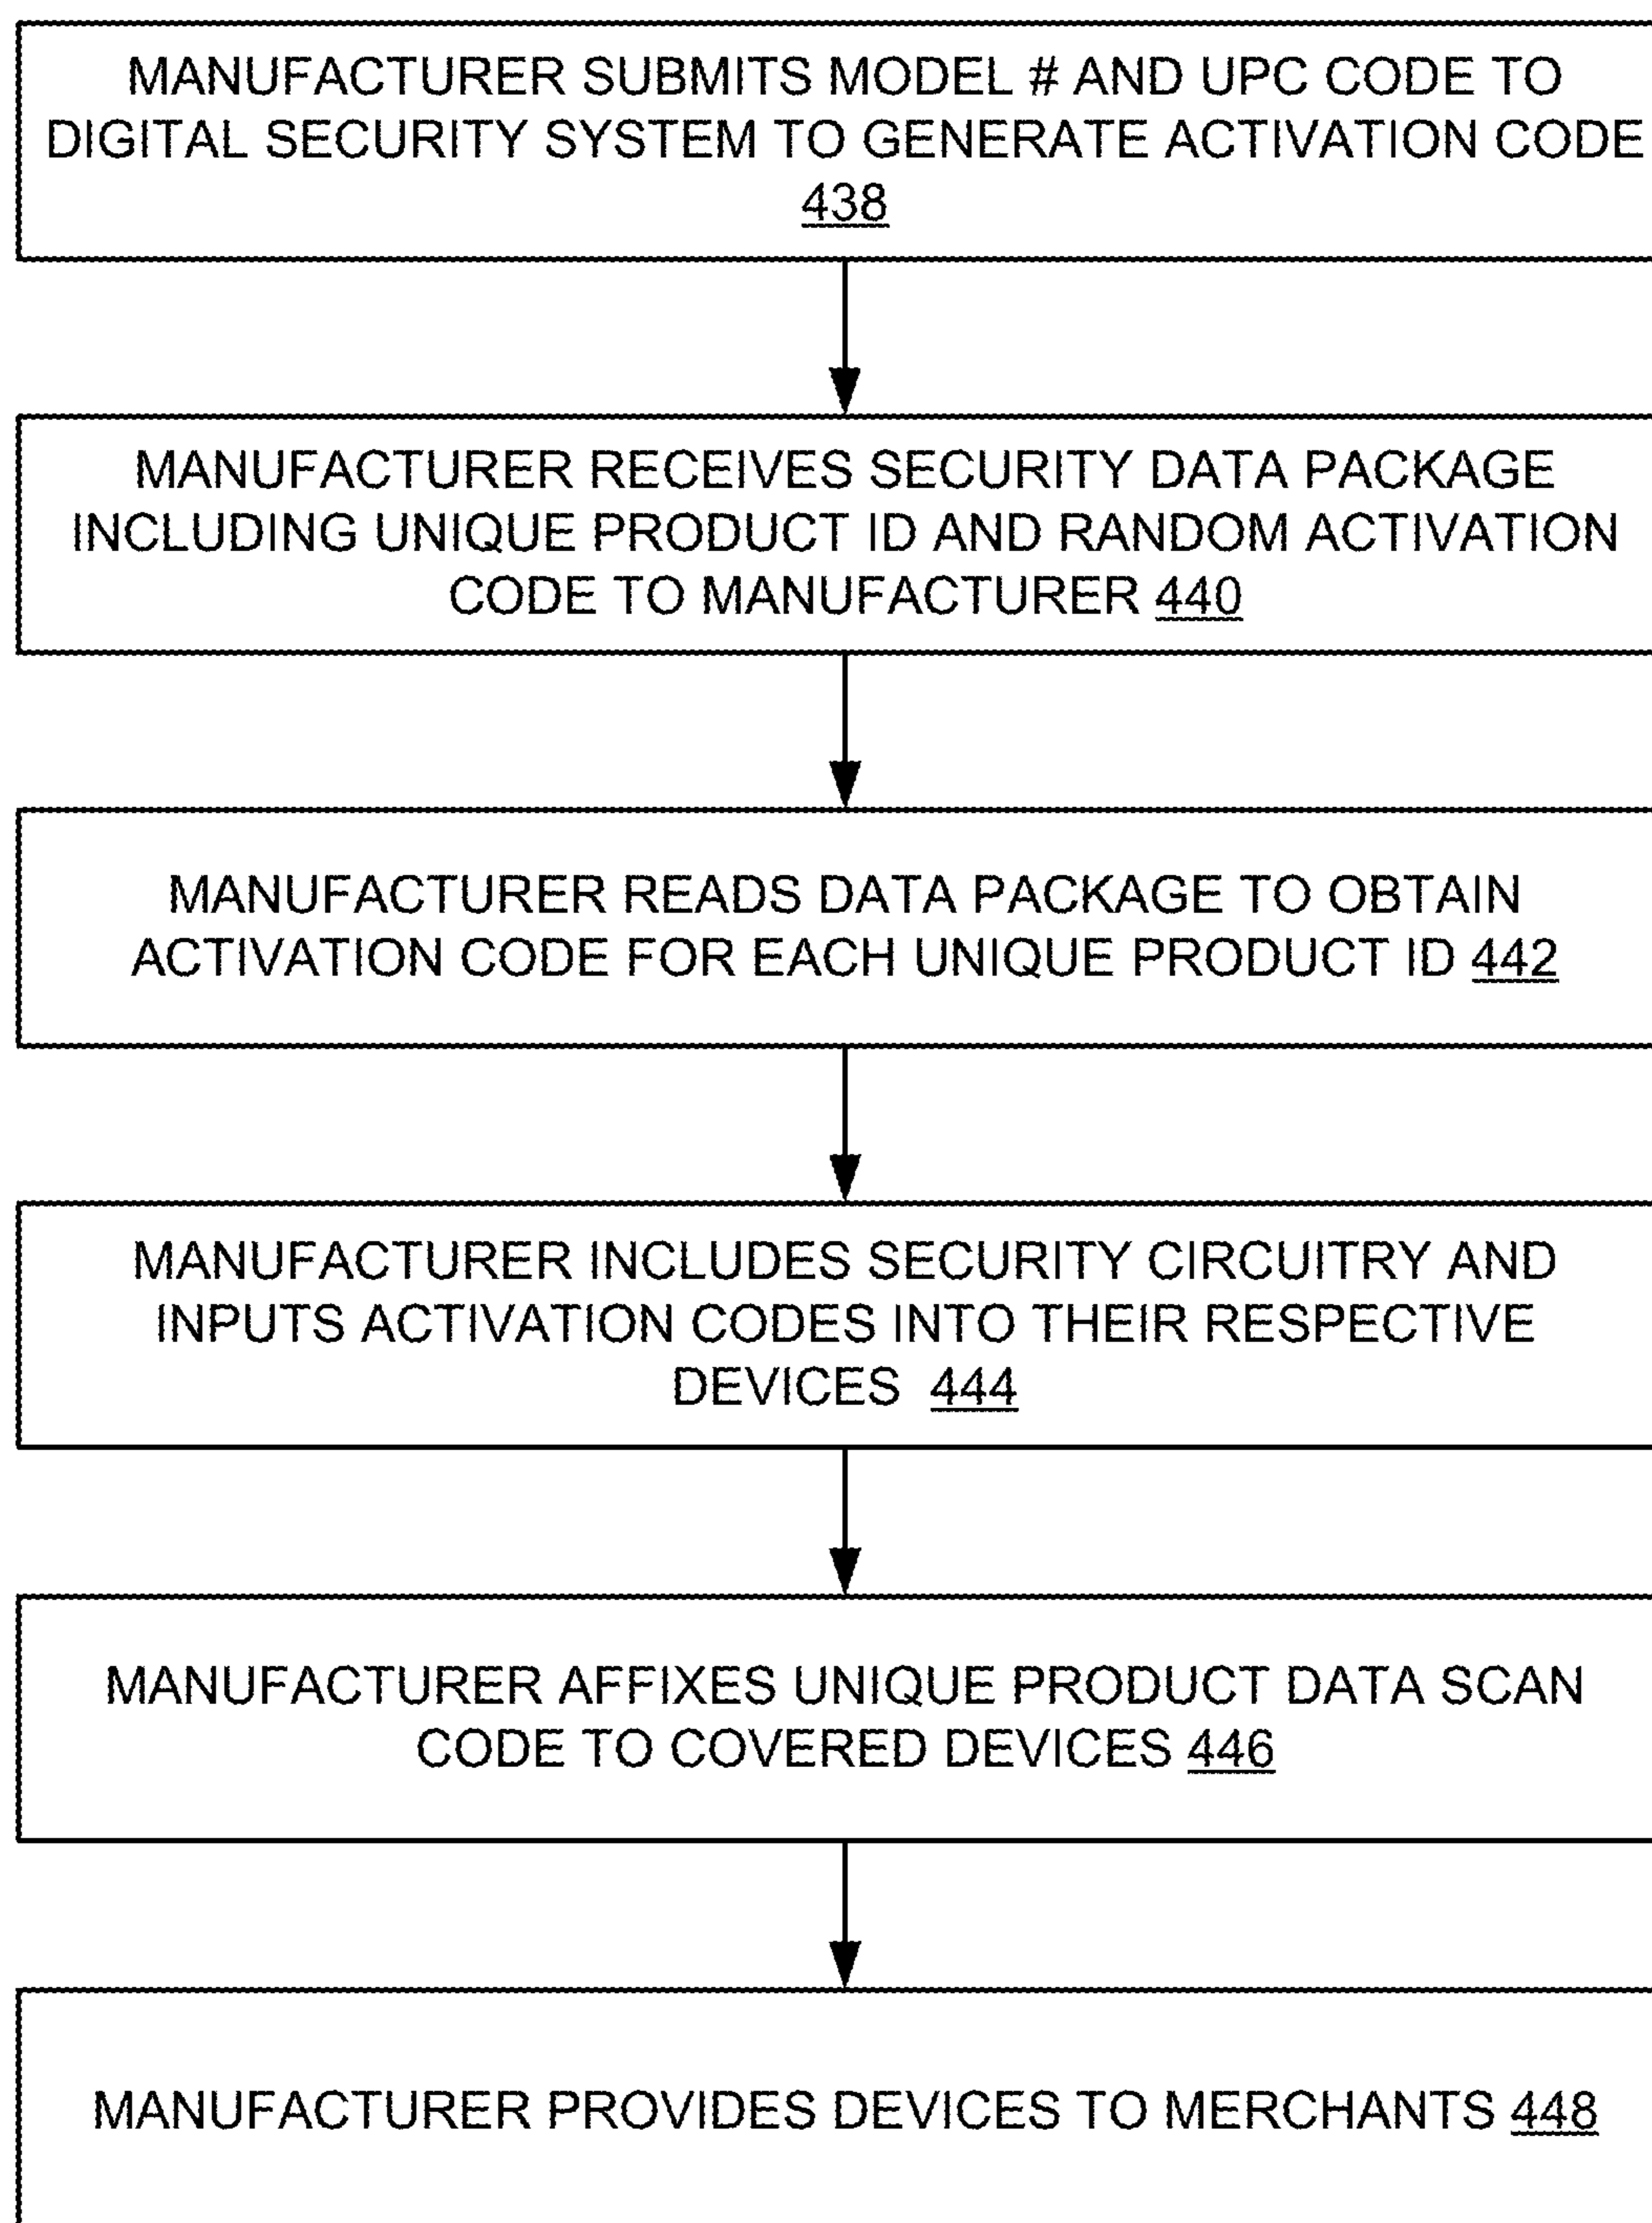 MANUFACTURER SUBMITS MODEL # AND UPC CODE TO
DIGITAL SECURITY SYSTEM TO GENERATE ACTIVATION CODE
438
MANUFACTURER RECEIVES SECURITY DATA PACKAGE
INCLUDING UNIQUE PRODUCT ID AND RANDOM ACTIVATION
CODE TO MANUFACTURER 440
MANUFACTURER READS DATA PACKAGE TO OBTAIN
ACTIVATION CODE FOR EACH UNIQUE PRODUCT ID 442
MANUFACTURER INCLUDES SECURITY CIRCUITRY AND
INPUTS ACTIVATION CODES INTO THEIR RESPECTIVE
DEVICES 444
MANUFACTURER AFFIXES UNIQUE PRODUCT DATA SCAN
CODE TO COVERED DEVICES 446
MANUFACTURER PROVIDES DEVICES TO MERCHANTS 448